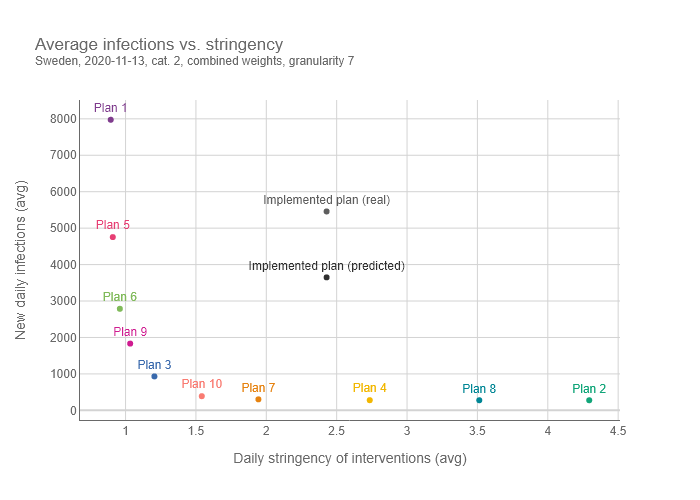 Average infections vs. stringency
Sweden, 2020-11-13, cat. 2, combined weights, granularity 7
Plan 1
8000
7000
6000
Implemented plan (real)
Plan 5
5000
New daily infections (avg)
4000
Implemented plan (predicted)
Plan 6
3000
Plan 9
2000
Plan 3
1000
Plan 10
Plan 7
Plan 4
Plan 8
Plan 2
0
1
1.5
2
2.5
3
3.5
4
4.5
Daily stringency of interventions (avg)